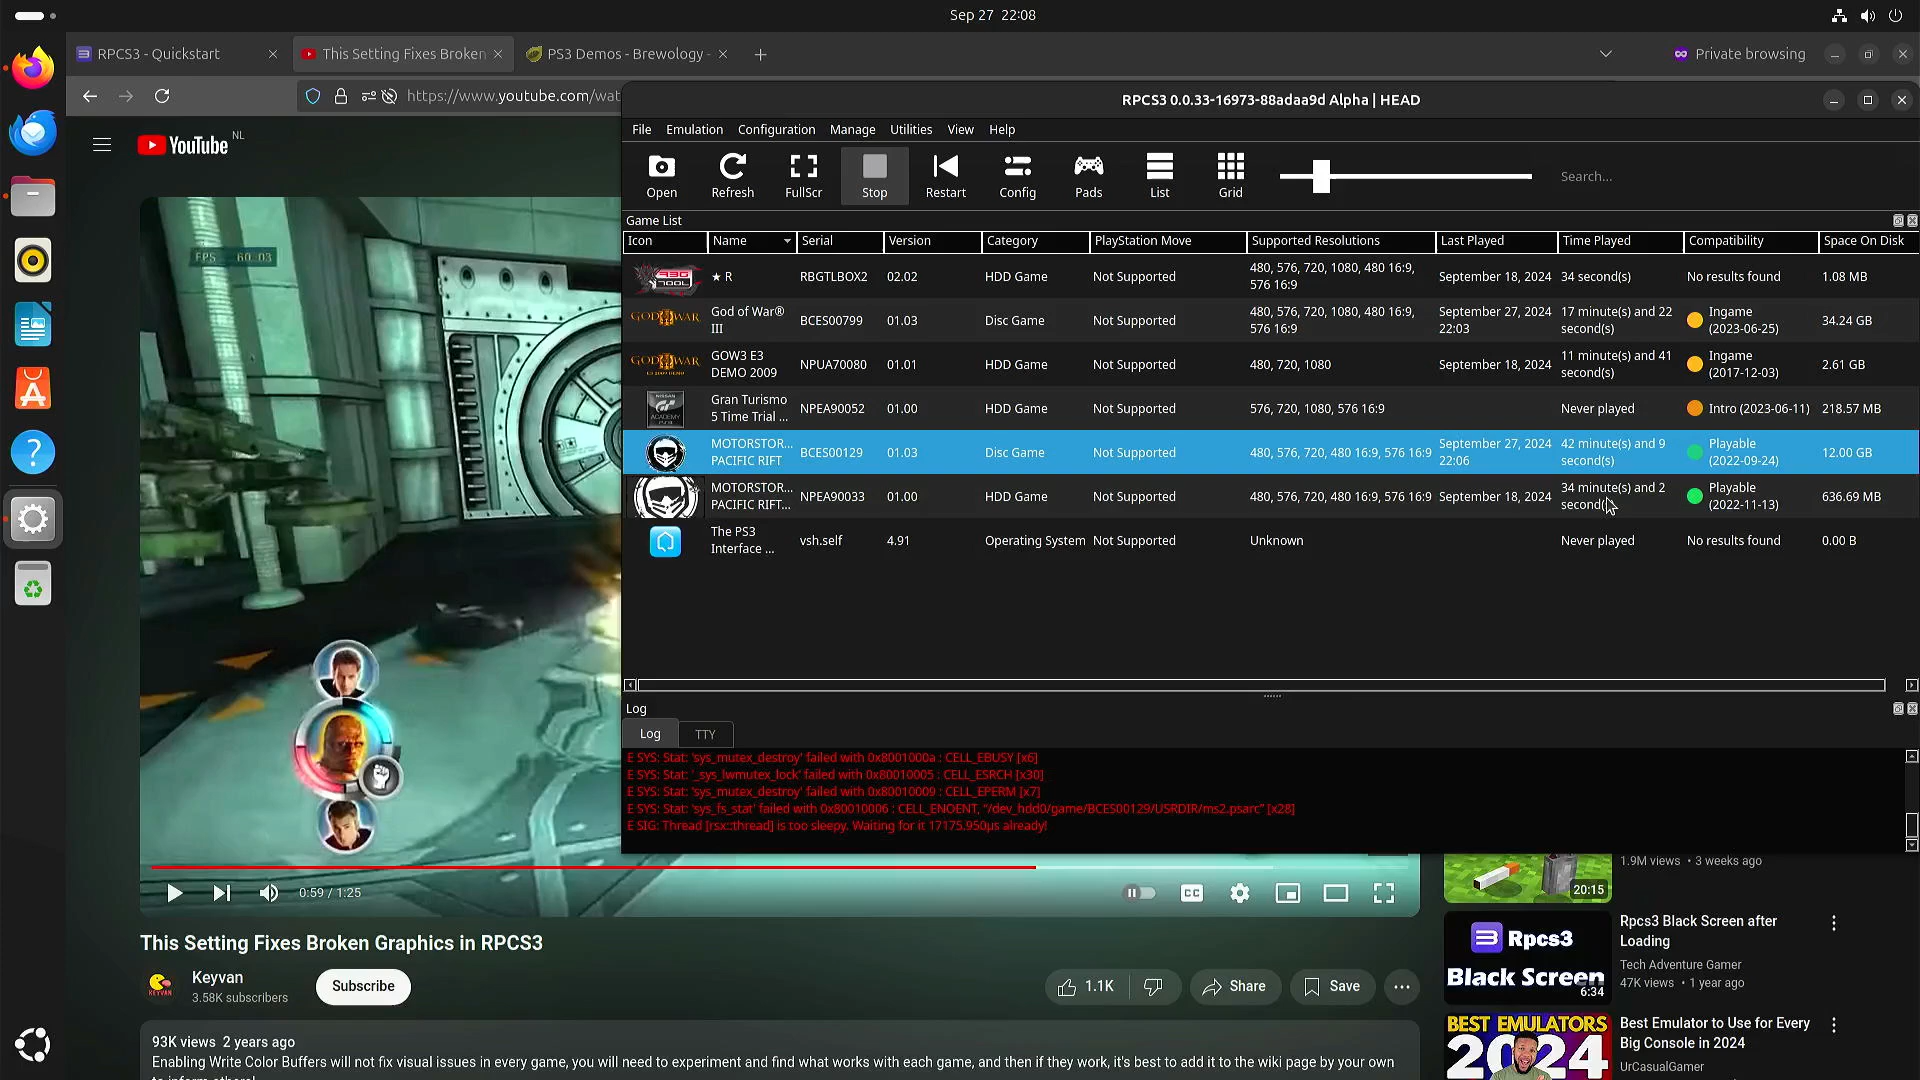 Sep 27 22:08
RPCS3 - Quickstart
This Setting Fixes Broken
PS3 Demos - Brewology -
Private browsing
https://www.youtube.com/wat
RPCS3 0.0.33-16973-88adaa9d Alpha | HEAD
File Emulation Configuration Manage Utilities View Help
YouTube NL
Open Refresh FullScr Stop Restart Config Pads List Grid Search...
Game List
Icon Name Serial Version Category PlayStation Move Supported Resolutions Last Played Time Played Compatibility Space On Disk
★ R RBGTLBOX2 02.02 HDD Game Not Supported 480, 576, 720, 1080, 480 16:9, 576 16:9 September 18, 2024 34 second(s) No results found 1.08 MB
God of War® III BCES00799 01.03 Disc Game Not Supported 480, 576, 720, 1080, 480 16:9, 576 16:9 September 27, 2024 22:03 17 minute(s) and 22 second(s) Ingame (2023-06-25) 34.24 GB
GOW3 E3 DEMO 2009 NPUA70080 01.01 HDD Game Not Supported 480, 720, 1080 September 18, 2024 11 minute(s) and 41 second(s) Ingame (2017-12-03) 2.61 GB
Gran Turismo 5 Time Trial ... NPEA90052 01.00 HDD Game Not Supported 576, 720, 1080, 576 16:9 Never played Intro (2023-06-11) 218.57 MB
MOTORSTOR... PACIFIC RIFT BCES00129 01.03 Disc Game Not Supported 480, 576, 720, 480 16:9, 576 16:9 September 27, 2024 22:06 42 minute(s) and 9 second(s) Playable (2022-09-24) 12.00 GB
MOTORSTOR... PACIFIC RIFT... NPEA90033 01.00 HDD Game Not Supported 480, 576, 720, 480 16:9, 576 16:9 September 18, 2024 34 minute(s) and 2 second(s) Playable (2022-11-13) 636.69 MB
The PS3 Interface ... vsh.self 4.91 Operating System Not Supported Unknown Never played No results found 0.00 B
FPS 60.03
Log
Log TTY
E SYS: Stat: 'sys_mutex_destroy' failed with 0x8001000a : CELL_EBUSY [x6]
E SYS: Stat: '_sys_lwmutex_lock' failed with 0x80010005 : CELL_ESRCH [x30]
E SYS: Stat: 'sys_mutex_destroy' failed with 0x80010009 : CELL_EPERM [x7]
E SYS: Stat: 'sys_fs_stat' failed with 0x80010006 : CELL_ENOENT, "/dev_hdd0/game/BCES00129/USRDIR/ms2.psarc" [x28]
E SIG: Thread [rsx::thread] is too sleepy. Waiting for it 17175.950µs already!
0:59 / 1:25
CC
This Setting Fixes Broken Graphics in RPCS3
Keyvan
3.58K subscribers
Subscribe
1.1K
Share
Save
93K views 2 years ago
Enabling Write Color Buffers will not fix visual issues in every game, you will need to experiment and find what works with each game, and then if they work, it's best to add it to the wiki page by your own
1.9M views • 3 weeks ago
20:15
Rpcs3
Black Screen
6:34
Rpcs3 Black Screen after
Loading
Tech Adventure Gamer
47K views • 1 year ago
BEST EMULATORS
2024
Best Emulator to Use for Every
Big Console in 2024
UrCasualGamer